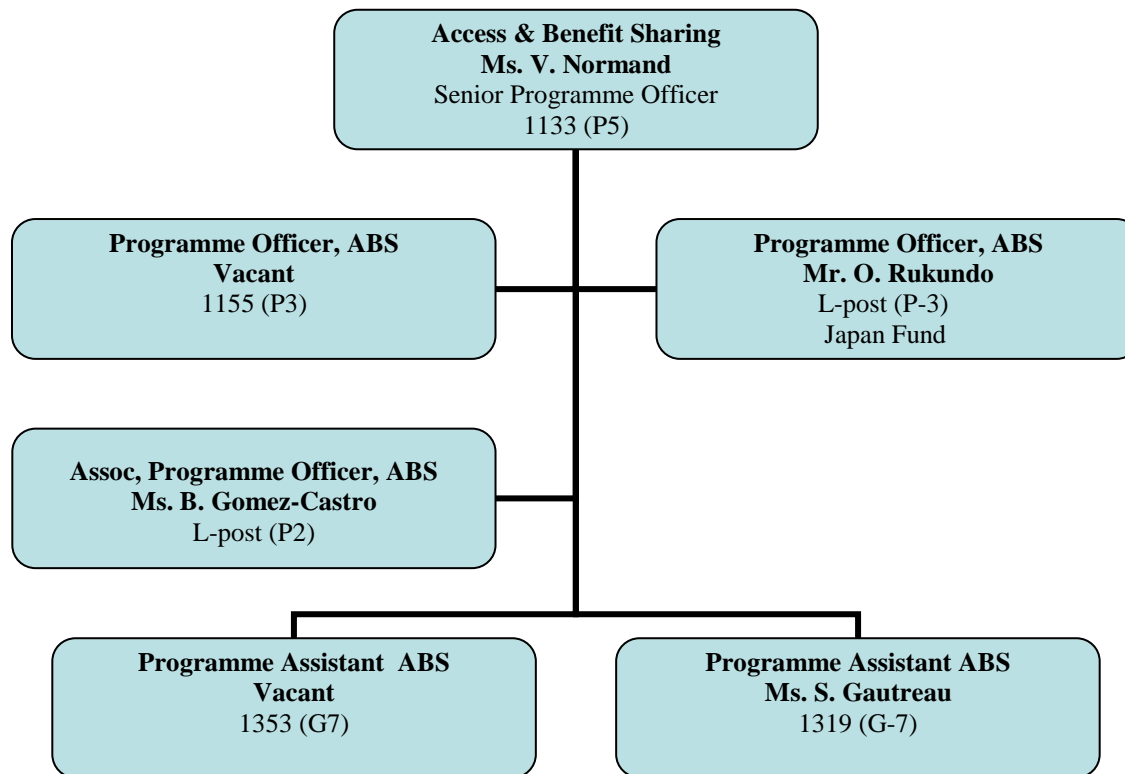 Access & Benefit Sharing
Ms. V. Normand
Senior Programme Officer
1133 (P5)
Programme Officer, ABS
Vacant
1155 (P3)
Programme Officer, ABS
Mr. O. Rukundo
L-post (P-3)
Japan Fund
Assoc, Programme Officer, ABS
Ms. B. Gomez-Castro
L-post (P2)
Programme Assistant  ABS
Vacant
1353 (G7)
Programme Assistant ABS
Ms. S. Gautreau
1319 (G-7)